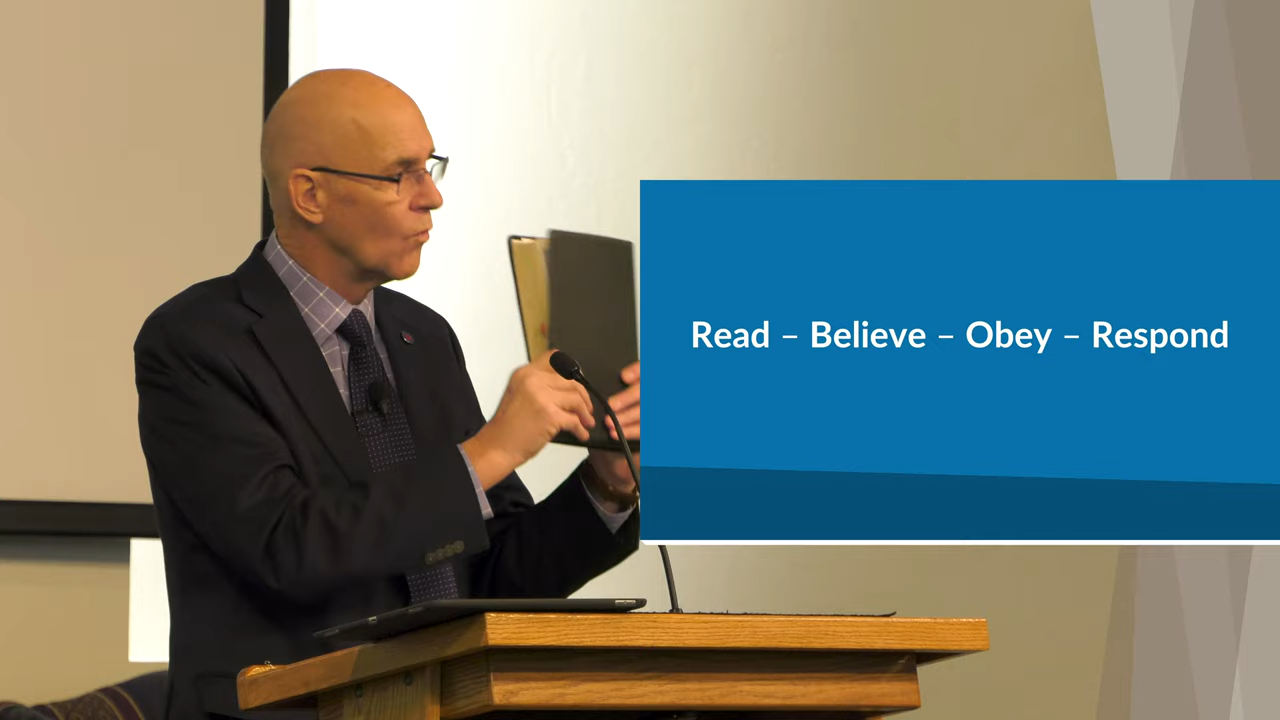 Read – Believe – Obey – Respond